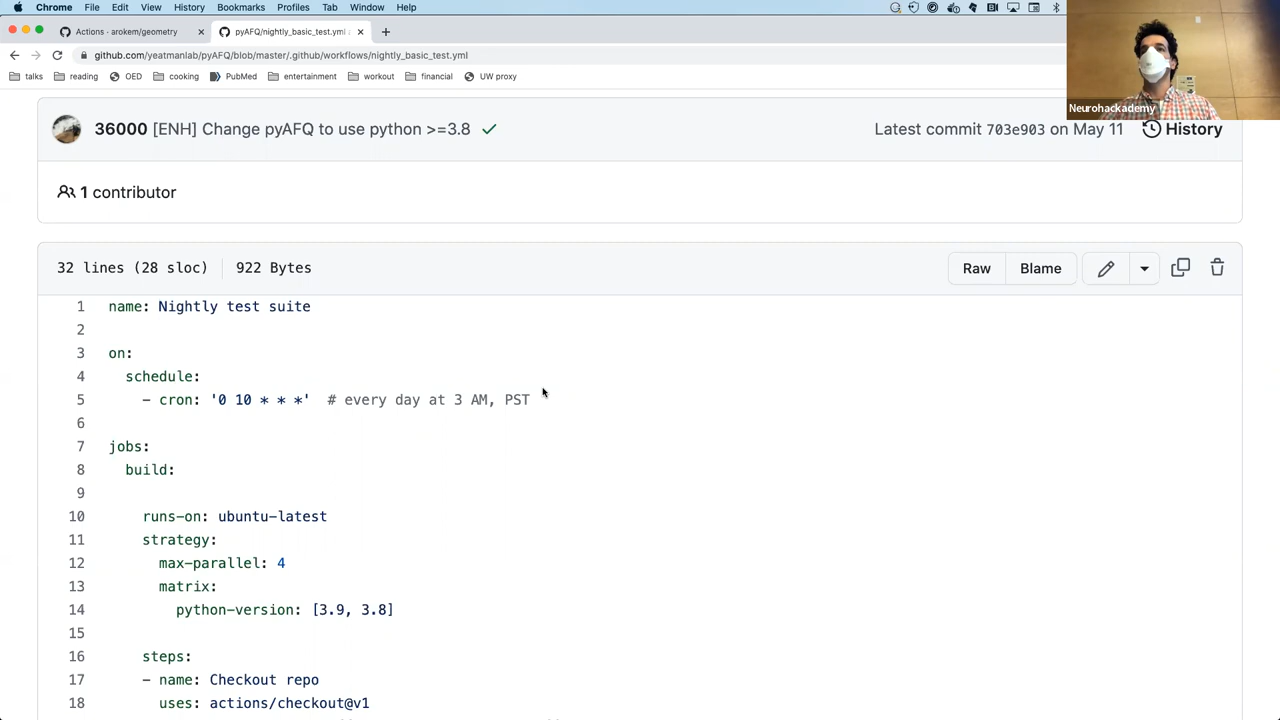 Chrome File Edit View History Bookmarks Profiles Tab Window Help
Actions · arokem/geometry
pyAFQ/nightly_basic_test.yml
github.com/yeatmanlab/pyAFQ/blob/master/.github/workflows/nightly_basic_test.yml
talks reading OED cooking PubMed entertainment workout financial UW proxy
Neurohackademy
36000 [ENH] Change pyAFQ to use python >=3.8
Latest commit 703e903 on May 11 History
1 contributor
32 lines (28 sloc) 922 Bytes
Raw Blame
1 name: Nightly test suite
2
3 on:
4 schedule:
5 - cron: '0 10 * * *' # every day at 3 AM, PST
6
7 jobs:
8 build:
9
10 runs-on: ubuntu-latest
11 strategy:
12 max-parallel: 4
13 matrix:
14 python-version: [3.9, 3.8]
15
16 steps:
17 - name: Checkout repo
18 uses: actions/checkout@v1